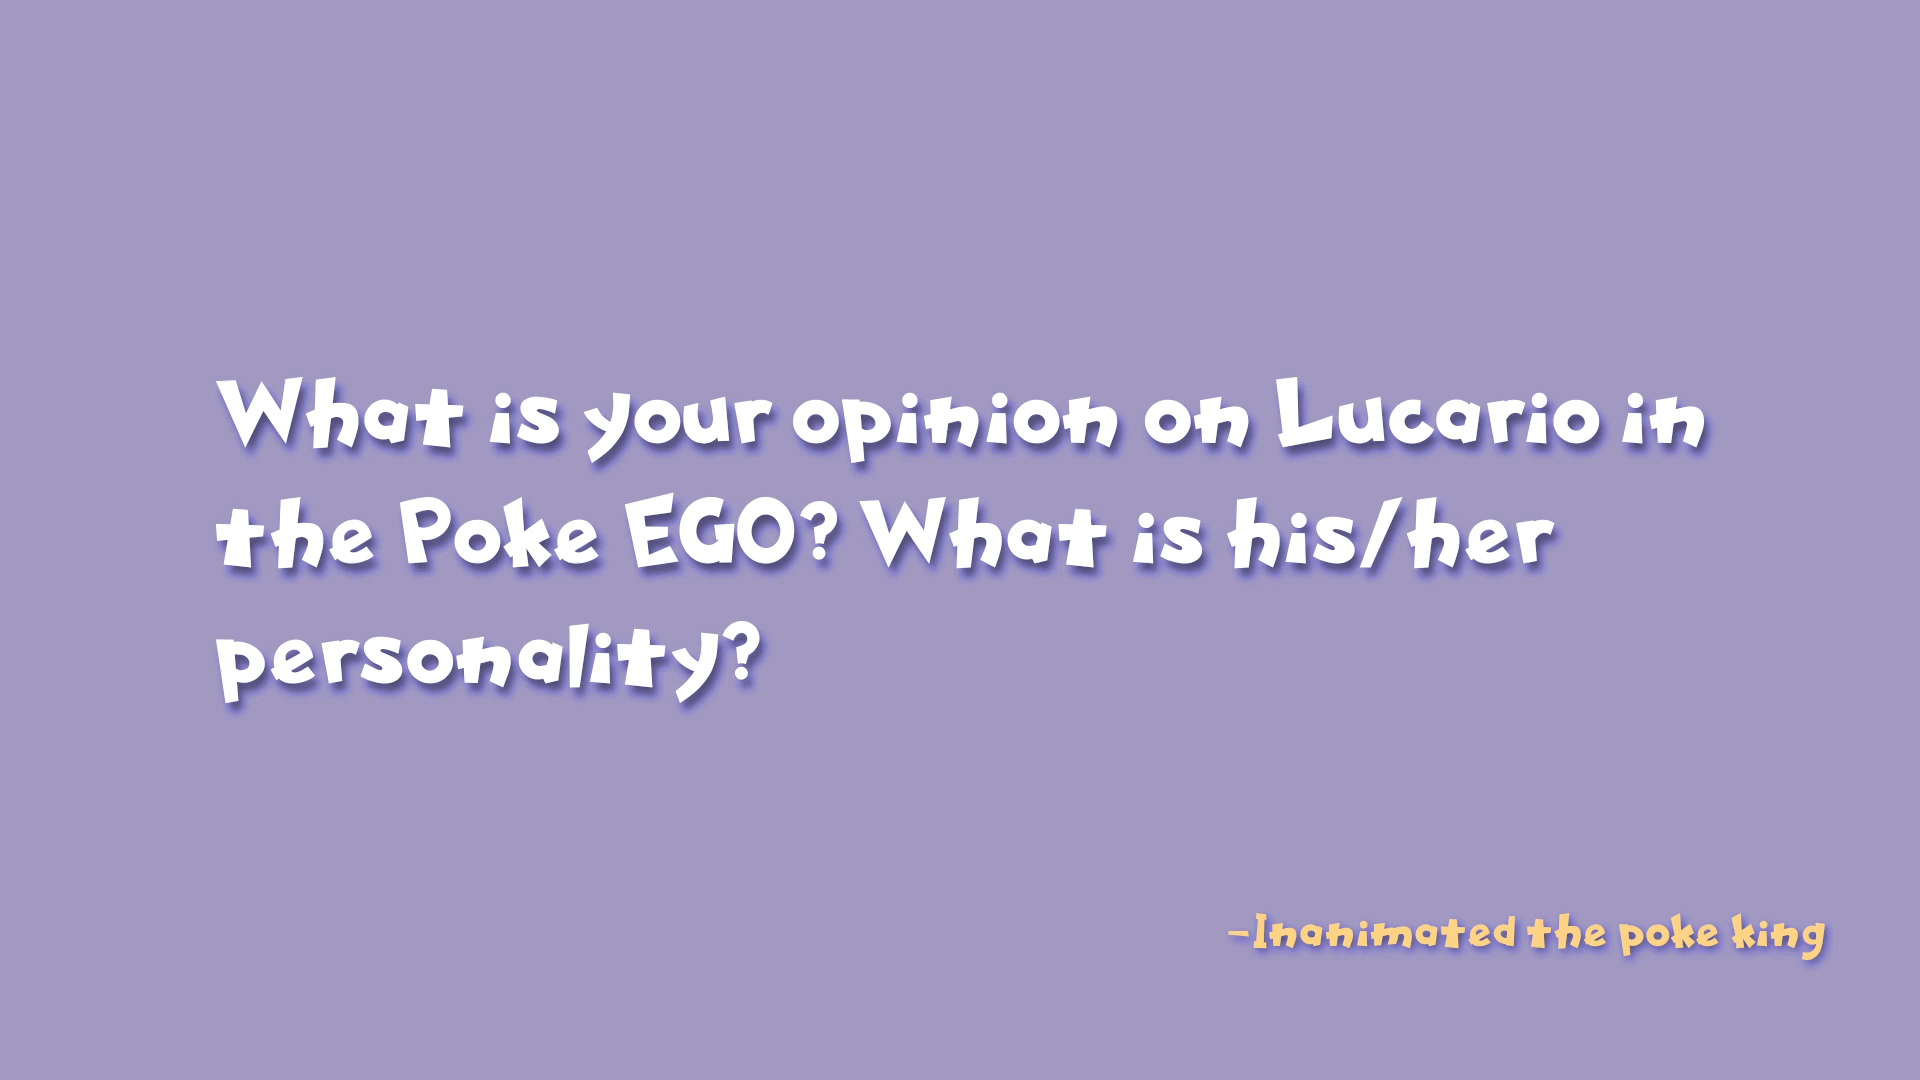 What is your opinion on Lucario in
the Poke EGO? What is his/her
personality?
-Inanimated the poke king